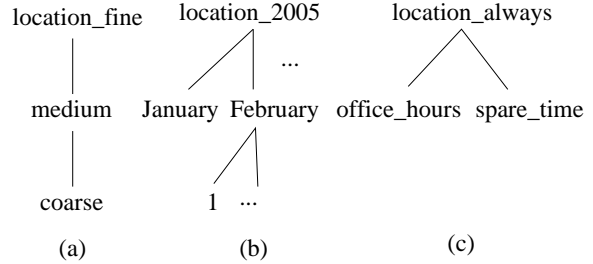 location_fine location_2005 location_always
...
medium January February office_hours spare_time
coarse 1 ...
(a) (b) (c)